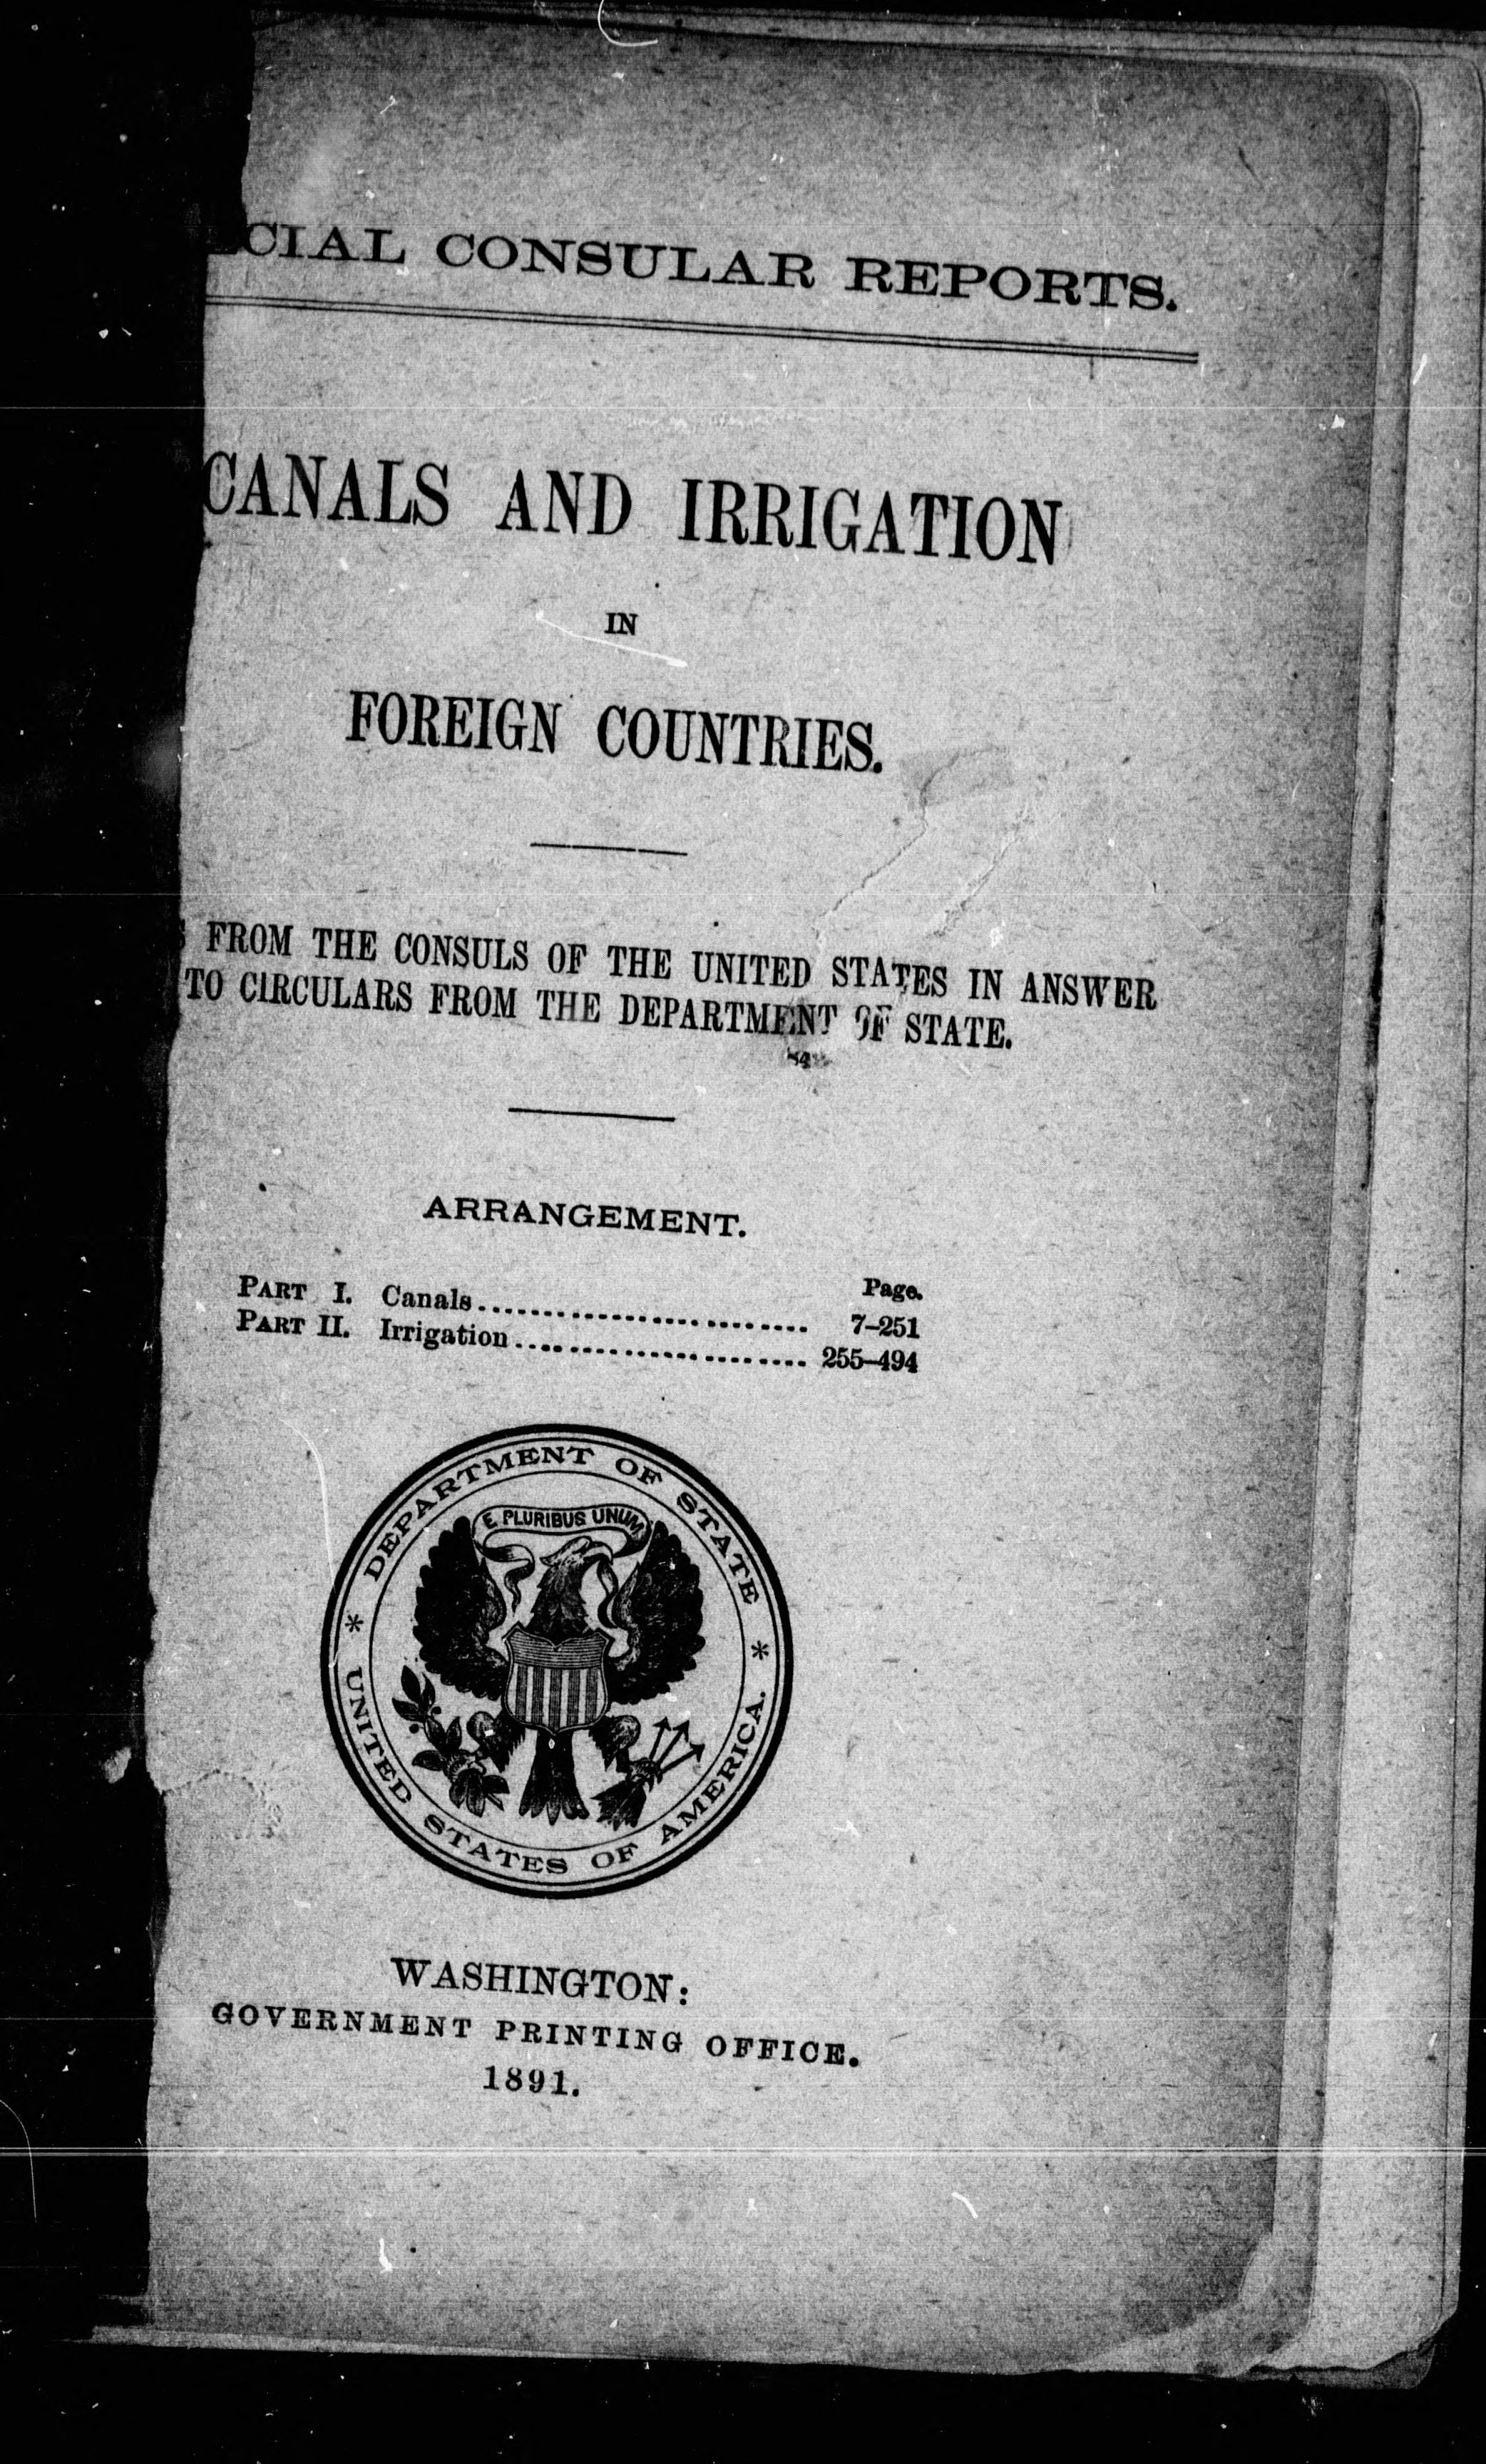 CIAL CONSULAR REPORTS.
CANALS AND IRRIGATION
IN
FOREIGN COUNTRIES.
FROM THE CONSULS OF THE UNITED STATES IN ANSWER
TO CIRCULARS FROM THE DEPARTMENT OF STATE.
ARRANGEMENT.
Page.
PART I. Canals............................ 7–251
PART II. Irrigation........................ 255–494
DEPARTMENT OF STATE
E PLURIBUS UNUM
* UNITED STATES OF AMERICA. *
WASHINGTON:
GOVERNMENT PRINTING OFFICE.
1891.